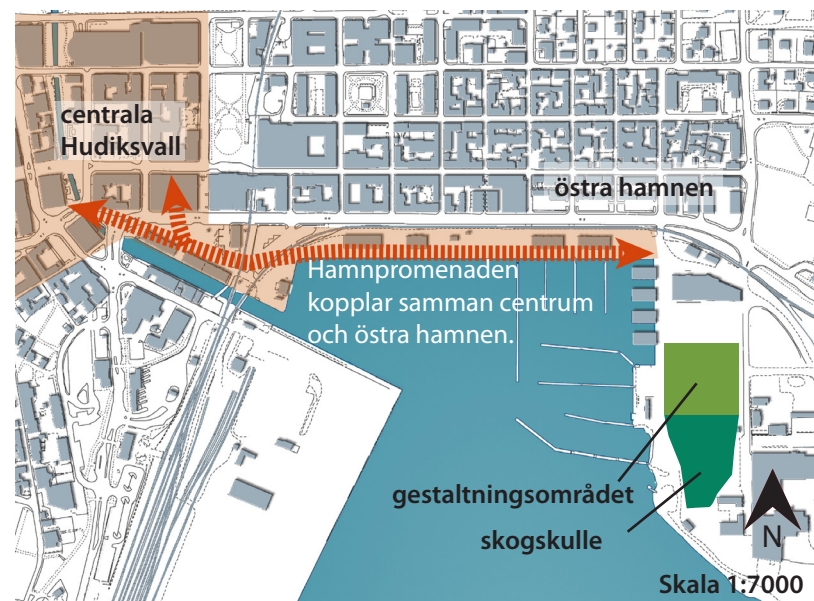 centrala
Hudiksvall
östra hamnen
Hamnpromenaden
kopplar samman centrum
och östra hamnen.
gestaltningsområdet
skogskulle
N
Skala 1:7000